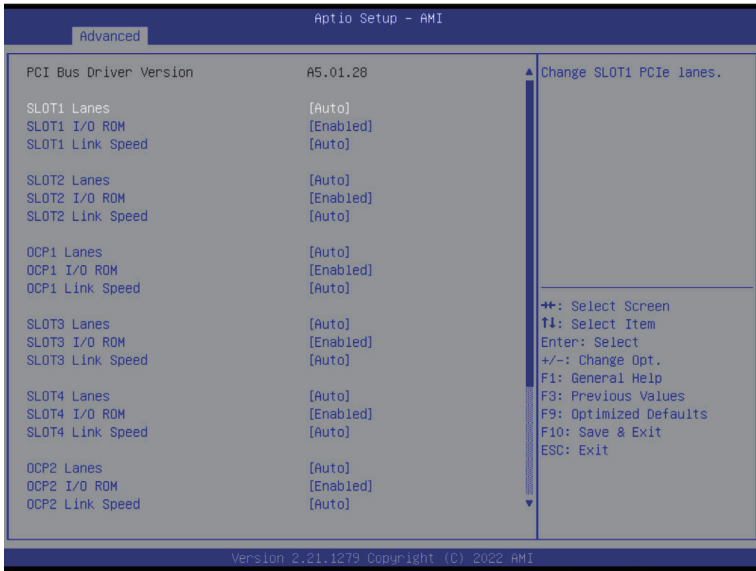 Aptio Setup – AMI
Advanced
PCI Bus Driver Version A5.01.28
SLOT1 Lanes [Auto]
SLOT1 I/O ROM [Enabled]
SLOT1 Link Speed [Auto]
SLOT2 Lanes [Auto]
SLOT2 I/O ROM [Enabled]
SLOT2 Link Speed [Auto]
OCP1 Lanes [Auto]
OCP1 I/O ROM [Enabled]
OCP1 Link Speed [Auto]
SLOT3 Lanes [Auto]
SLOT3 I/O ROM [Enabled]
SLOT3 Link Speed [Auto]
SLOT4 Lanes [Auto]
SLOT4 I/O ROM [Enabled]
SLOT4 Link Speed [Auto]
OCP2 Lanes [Auto]
OCP2 I/O ROM [Enabled]
OCP2 Link Speed [Auto]
Change SLOT1 PCIe lanes.
→←: Select Screen
↑↓: Select Item
Enter: Select
+/-: Change Opt.
F1: General Help
F3: Previous Values
F9: Optimized Defaults
F10: Save & Exit
ESC: Exit
Version 2.21.1279 Copyright (C) 2022 AMI